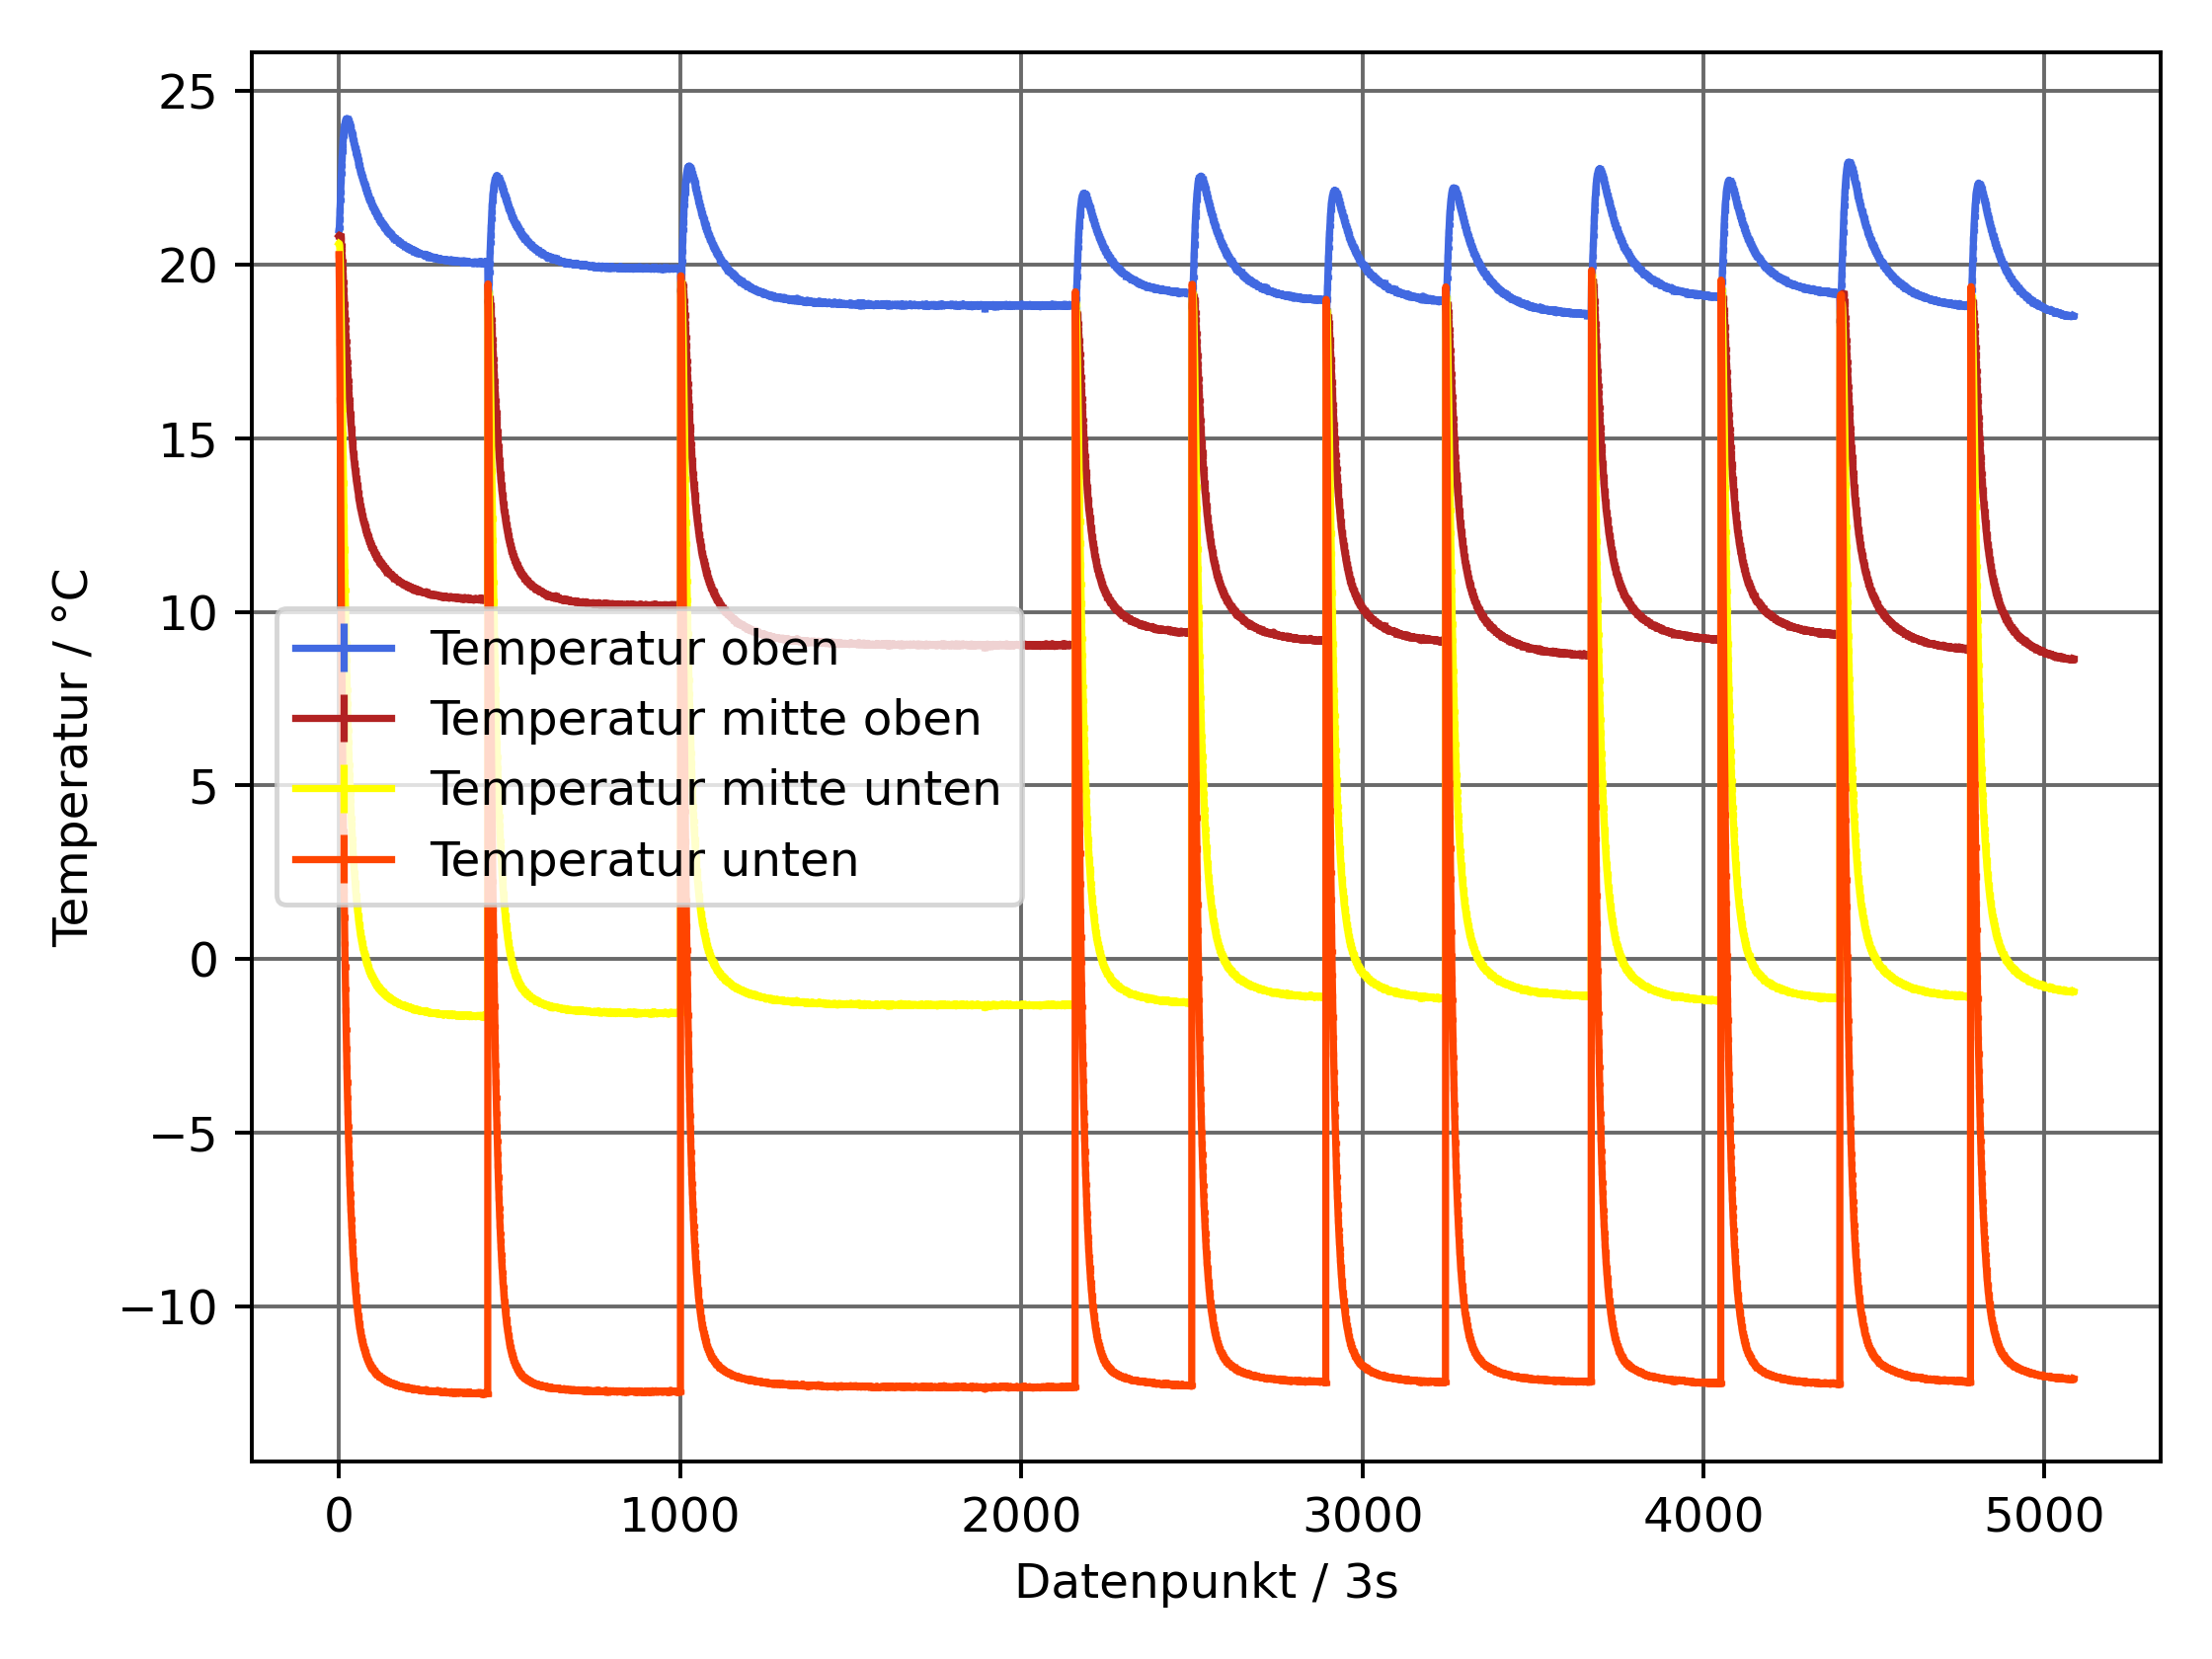 25
20
15
10
5
0
−5
−10
Temperatur / °C
Temperatur oben
Temperatur mitte oben
Temperatur mitte unten
Temperatur unten
0 1000 2000 3000 4000 5000
Datenpunkt / 3s